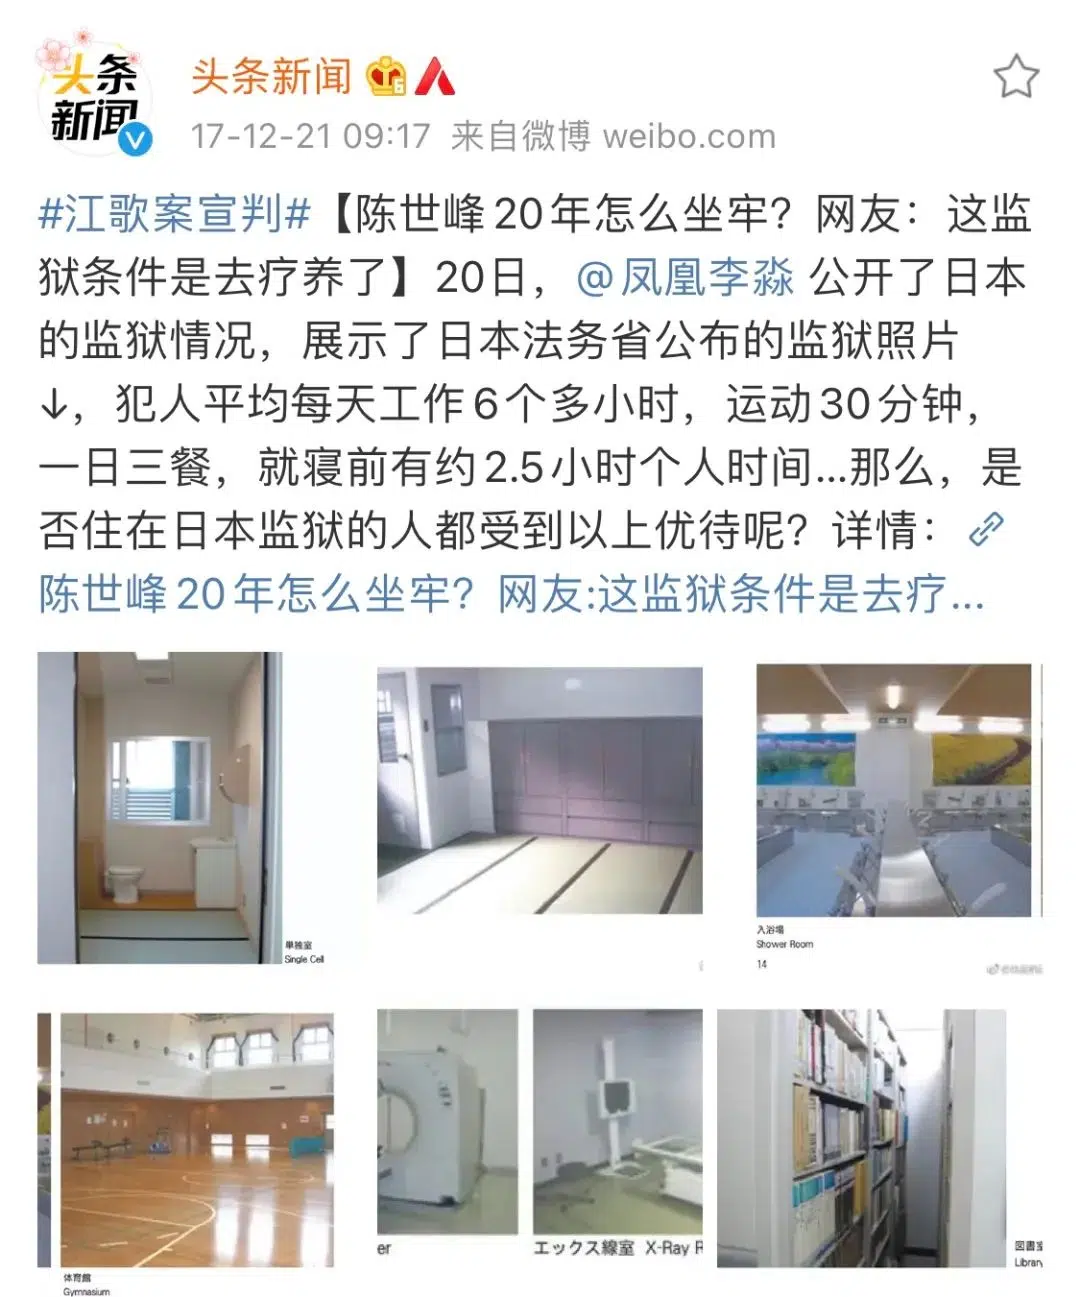 头条
新闻
头条新闻
17-12-21 09:17 来自微博 weibo.com
#江歌案宣判#【陈世峰20年怎么坐牢？网友：这监
狱条件是去疗养了】20日，@凤凰李淼 公开了日本
的监狱情况，展示了日本法务省公布的监狱照片
↓，犯人平均每天工作6个多小时，运动30分钟，
一日三餐，就寝前有约2.5小时个人时间...那么，是
否住在日本监狱的人都受到以上优待呢？详情：
陈世峰20年怎么坐牢？网友:这监狱条件是去疗...
単独室
Single Cell
入浴場
Shower Room
14
体育館
Gymnasium
er
エックス線室 X-Ray R
図書室
Library